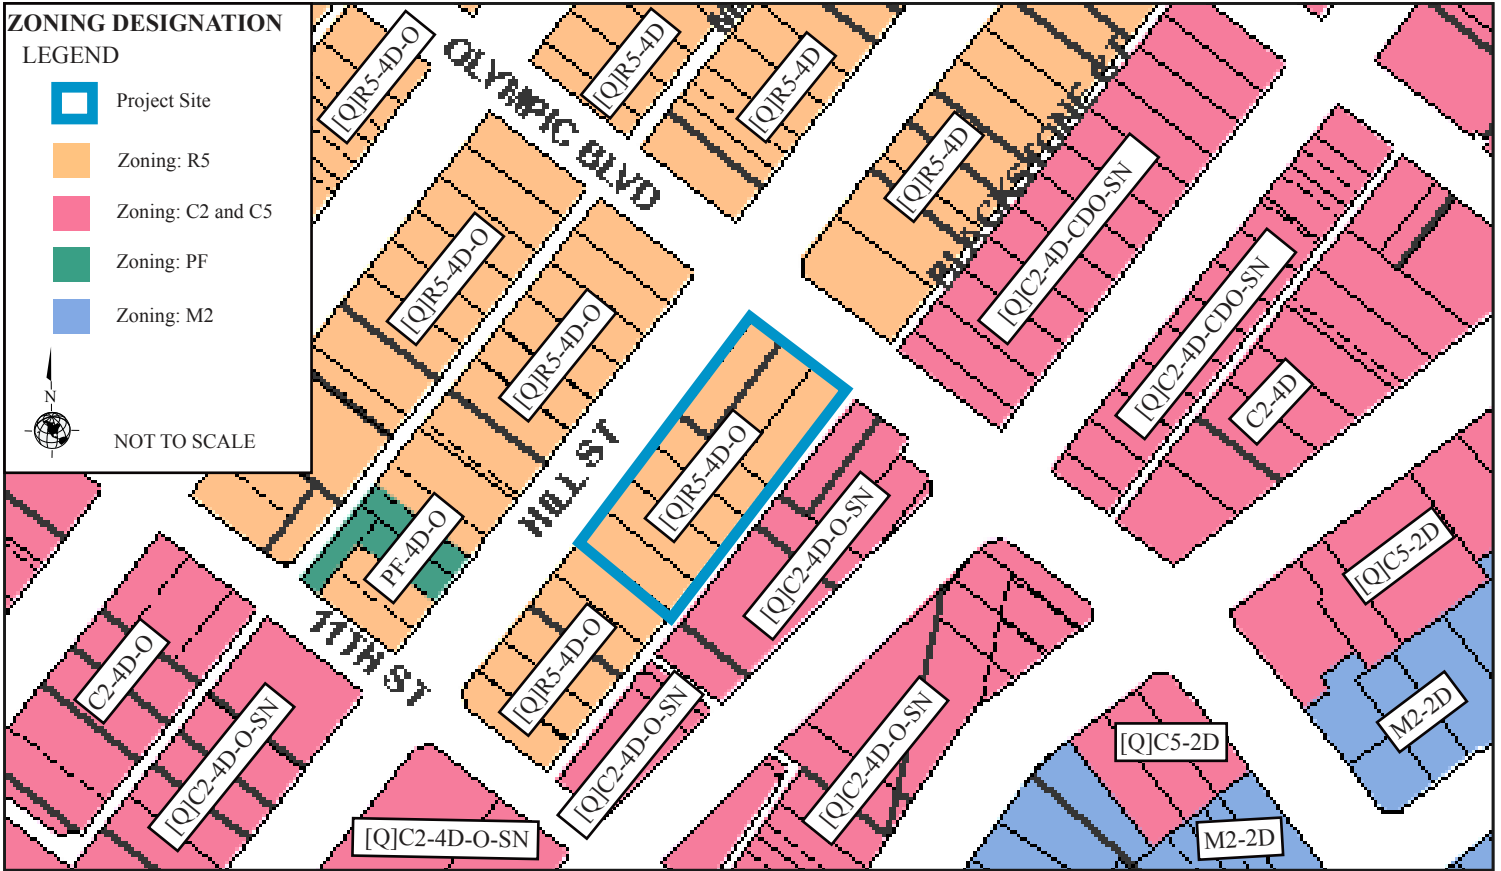 ZONING DESIGNATION
LEGEND
Project Site
Zoning: R5
Zoning: C2 and C5
Zoning: PF
Zoning: M2
N
NOT TO SCALE
[Q]R5-4D-O
OLYMPIC BLVD
[Q]R5-4D
[Q]R5-4D
[Q]R5-4D
BLACKSTONE
[Q]C2-4D-CDO-SN
[Q]C2-4D-CDO-SN
C2-4D
[Q]R5-4D-O
[Q]R5-4D-O
HILL ST
[Q]R5-4D-O
[Q]C2-4D-O-SN
PF-4D-O
11TH ST
[Q]R5-4D-O
[Q]C2-4D-O-SN
C2-4D-O
[Q]C2-4D-O-SN
[Q]C2-4D-O-SN
[Q]C2-4D-O-SN
[Q]C5-2D
M2-2D
[Q]C5-2D
M2-2D